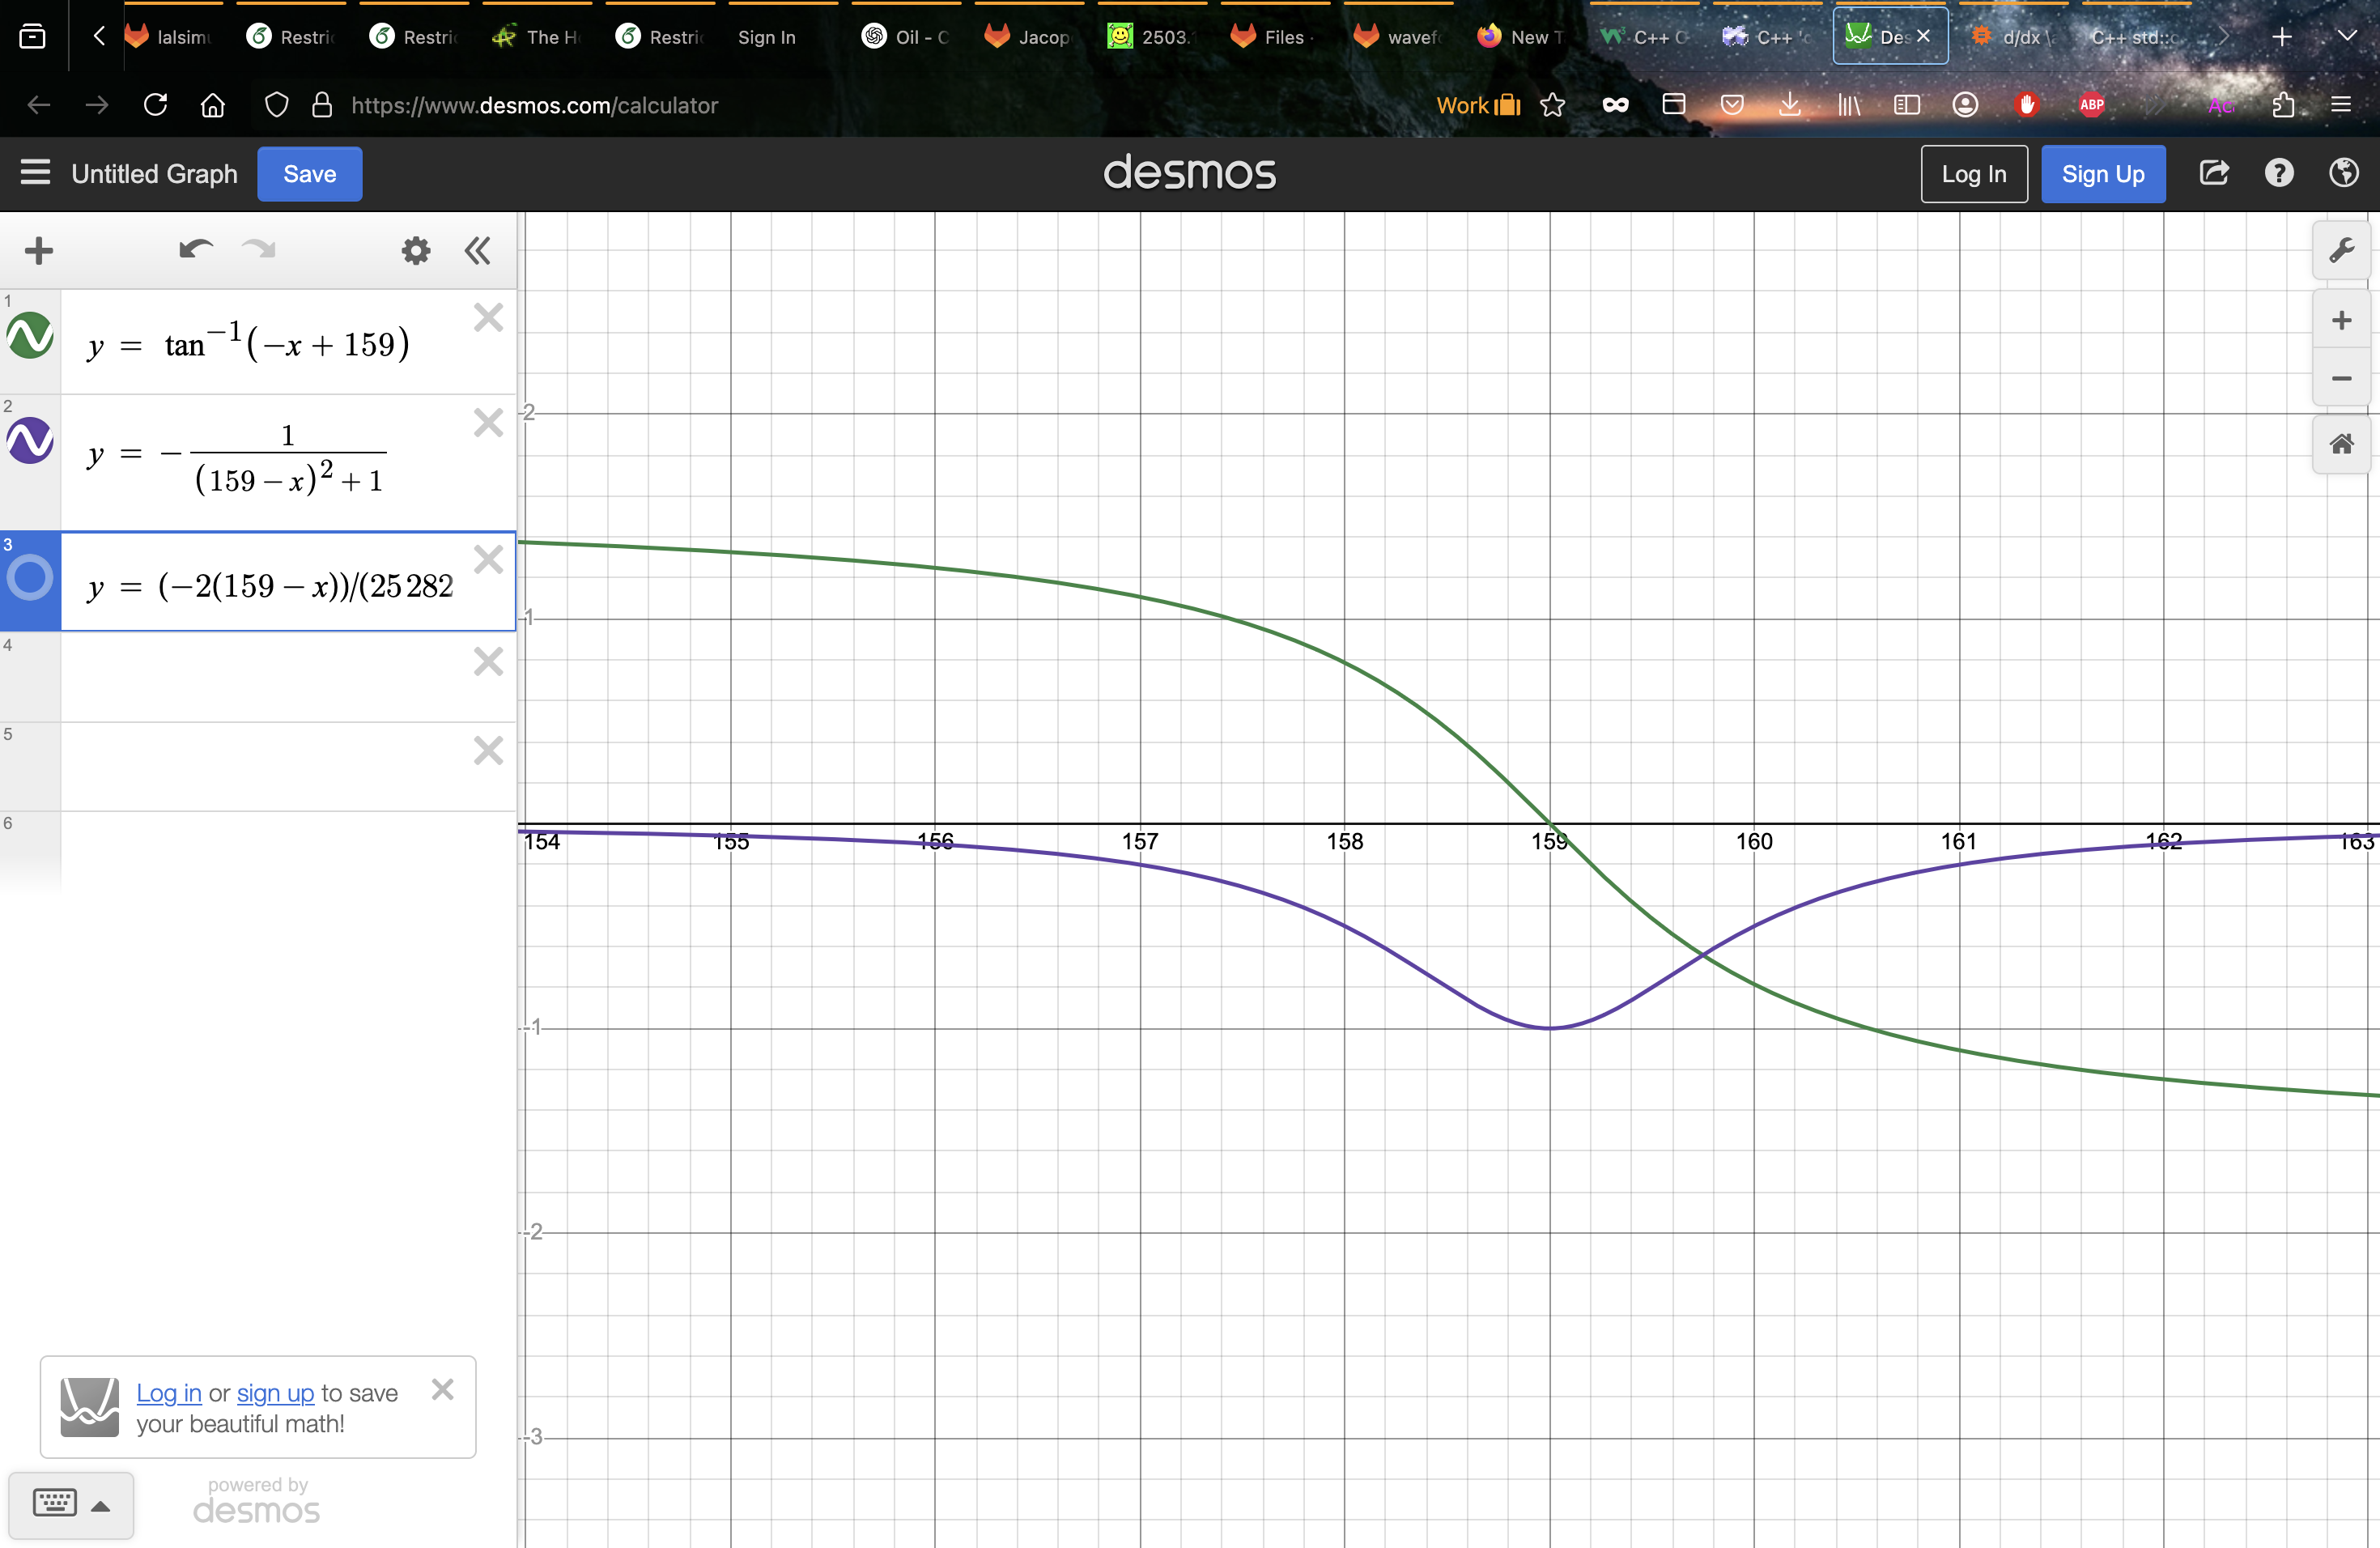 lalsim
Restri
Restri
The H
Restri
Sign In
Oil - C
Jacop
2503.
Files
wavef
New T
C++ C
C++ 'c
Des
d/dx \
C++ std::
https://www.desmos.com/calculator
Work
ABP
Ac
Untitled Graph
Save
desmos
Log In
Sign Up
1
y = tan⁻¹(−x + 159)
2
y = − 1 / (159 − x)² + 1
3
y = (−2(159 − x))/(25282
4
5
6
2
1
154 155 156 157 158 159 160 161 162 163
-1
-2
-3
Log in or sign up to save
your beautiful math!
powered by
desmos